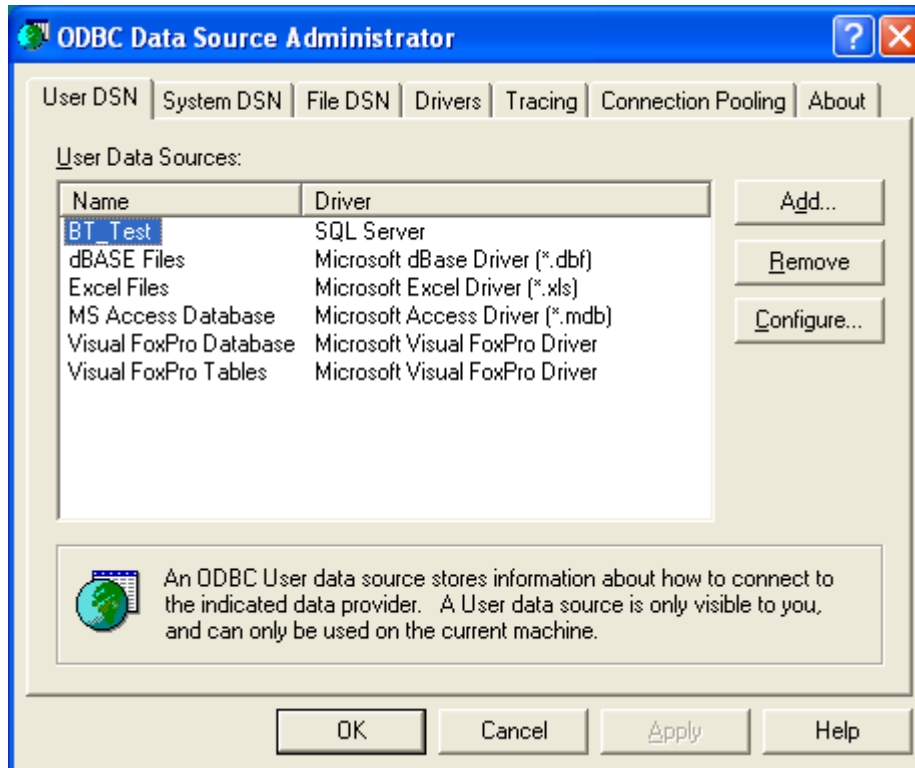 ODBC Data Source Administrator
User DSN System DSN File DSN Drivers Tracing Connection Pooling About
User Data Sources:
Name Driver
BT_Test SQL Server
dBASE Files Microsoft dBase Driver (*.dbf)
Excel Files Microsoft Excel Driver (*.xls)
MS Access Database Microsoft Access Driver (*.mdb)
Visual FoxPro Database Microsoft Visual FoxPro Driver
Visual FoxPro Tables Microsoft Visual FoxPro Driver
Add...
Remove
Configure...
An ODBC User data source stores information about how to connect to
the indicated data provider. A User data source is only visible to you,
and can only be used on the current machine.
OK Cancel Apply Help